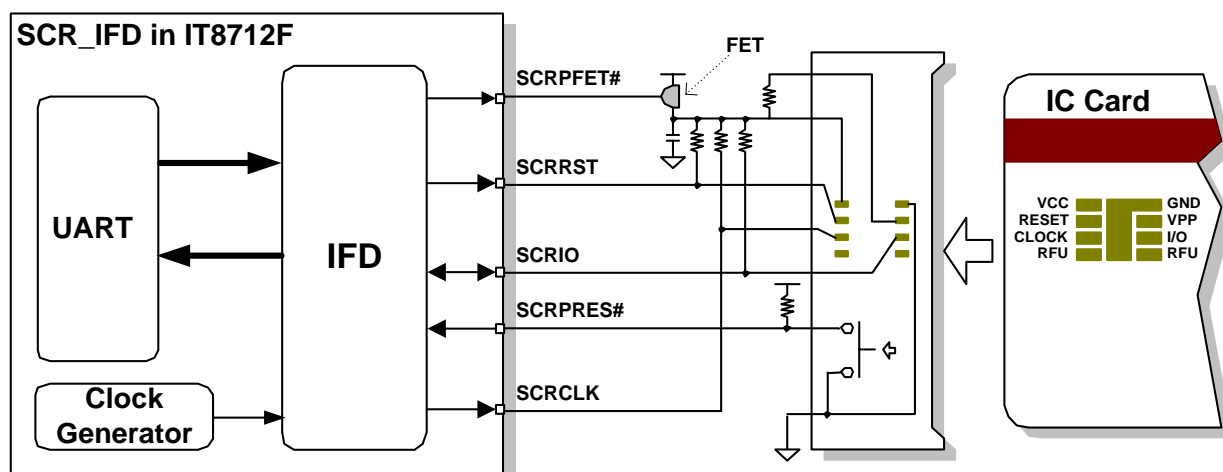 SCR_IFD in IT8712F
UART
IFD
Clock
Generator
SCRPFET#
SCRRST
SCRIO
SCRPRES#
SCRCLK
FET
IC Card
VCC
RESET
CLOCK
RFU
GND
VPP
I/O
RFU